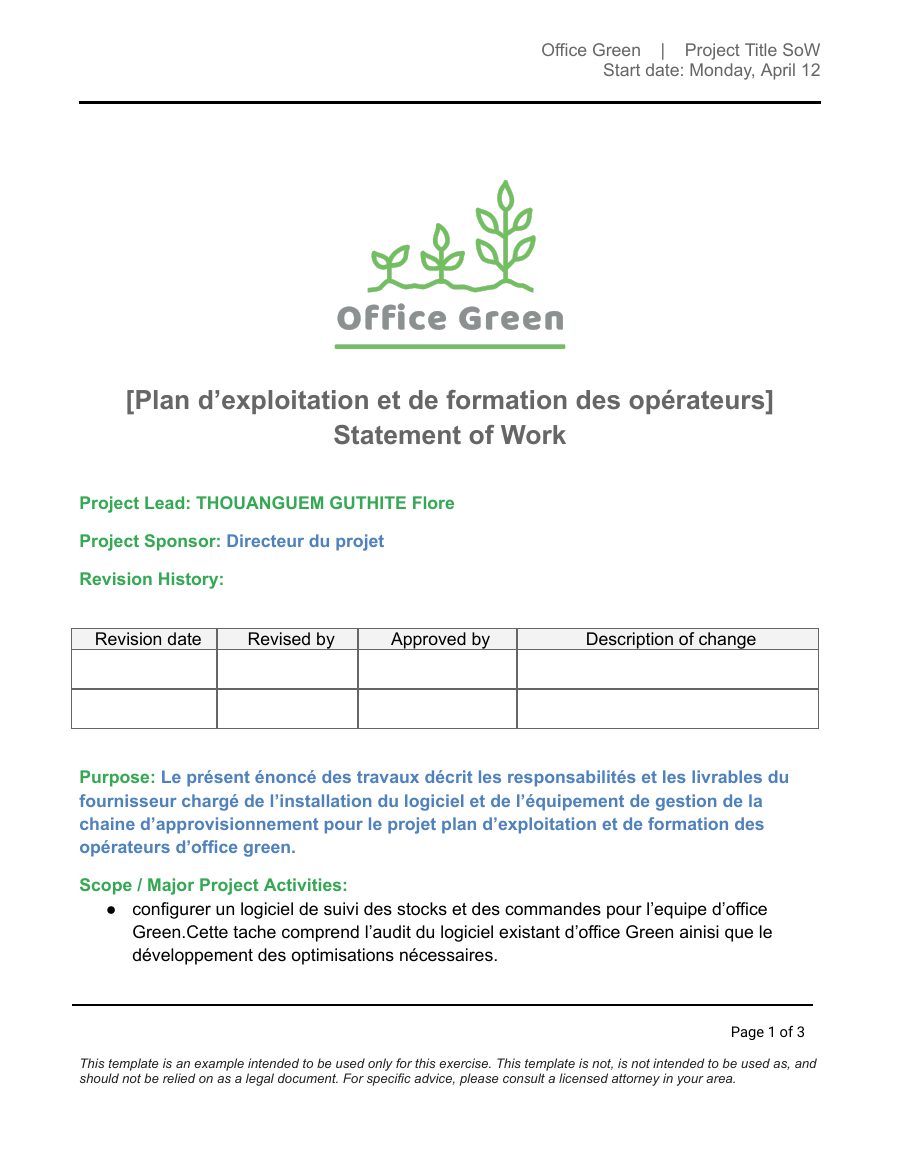 Office Green | Project Title SoW
Start date: Monday, April 12
Office Green
[Plan d’exploitation et de formation des opérateurs]
Statement of Work
Project Lead: THOUANGUEM GUTHITE Flore
Project Sponsor: Directeur du projet
Revision History:
Revision date Revised by Approved by Description of change
Purpose: Le présent énoncé des travaux décrit les responsabilités et les livrables du
fournisseur chargé de l’installation du logiciel et de l’équipement de gestion de la
chaine d’approvisionnement pour le projet plan d’exploitation et de formation des
opérateurs d’office green.
Scope / Major Project Activities:
● configurer un logiciel de suivi des stocks et des commandes pour l’equipe d’office
Green.Cette tache comprend l’audit du logiciel existant d’office Green ainisi que le
développement des optimisations nécessaires.
Page 1 of 3
This template is an example intended to be used only for this exercise. This template is not, is not intended to be used as, and
should not be relied on as a legal document. For specific advice, please consult a licensed attorney in your area.